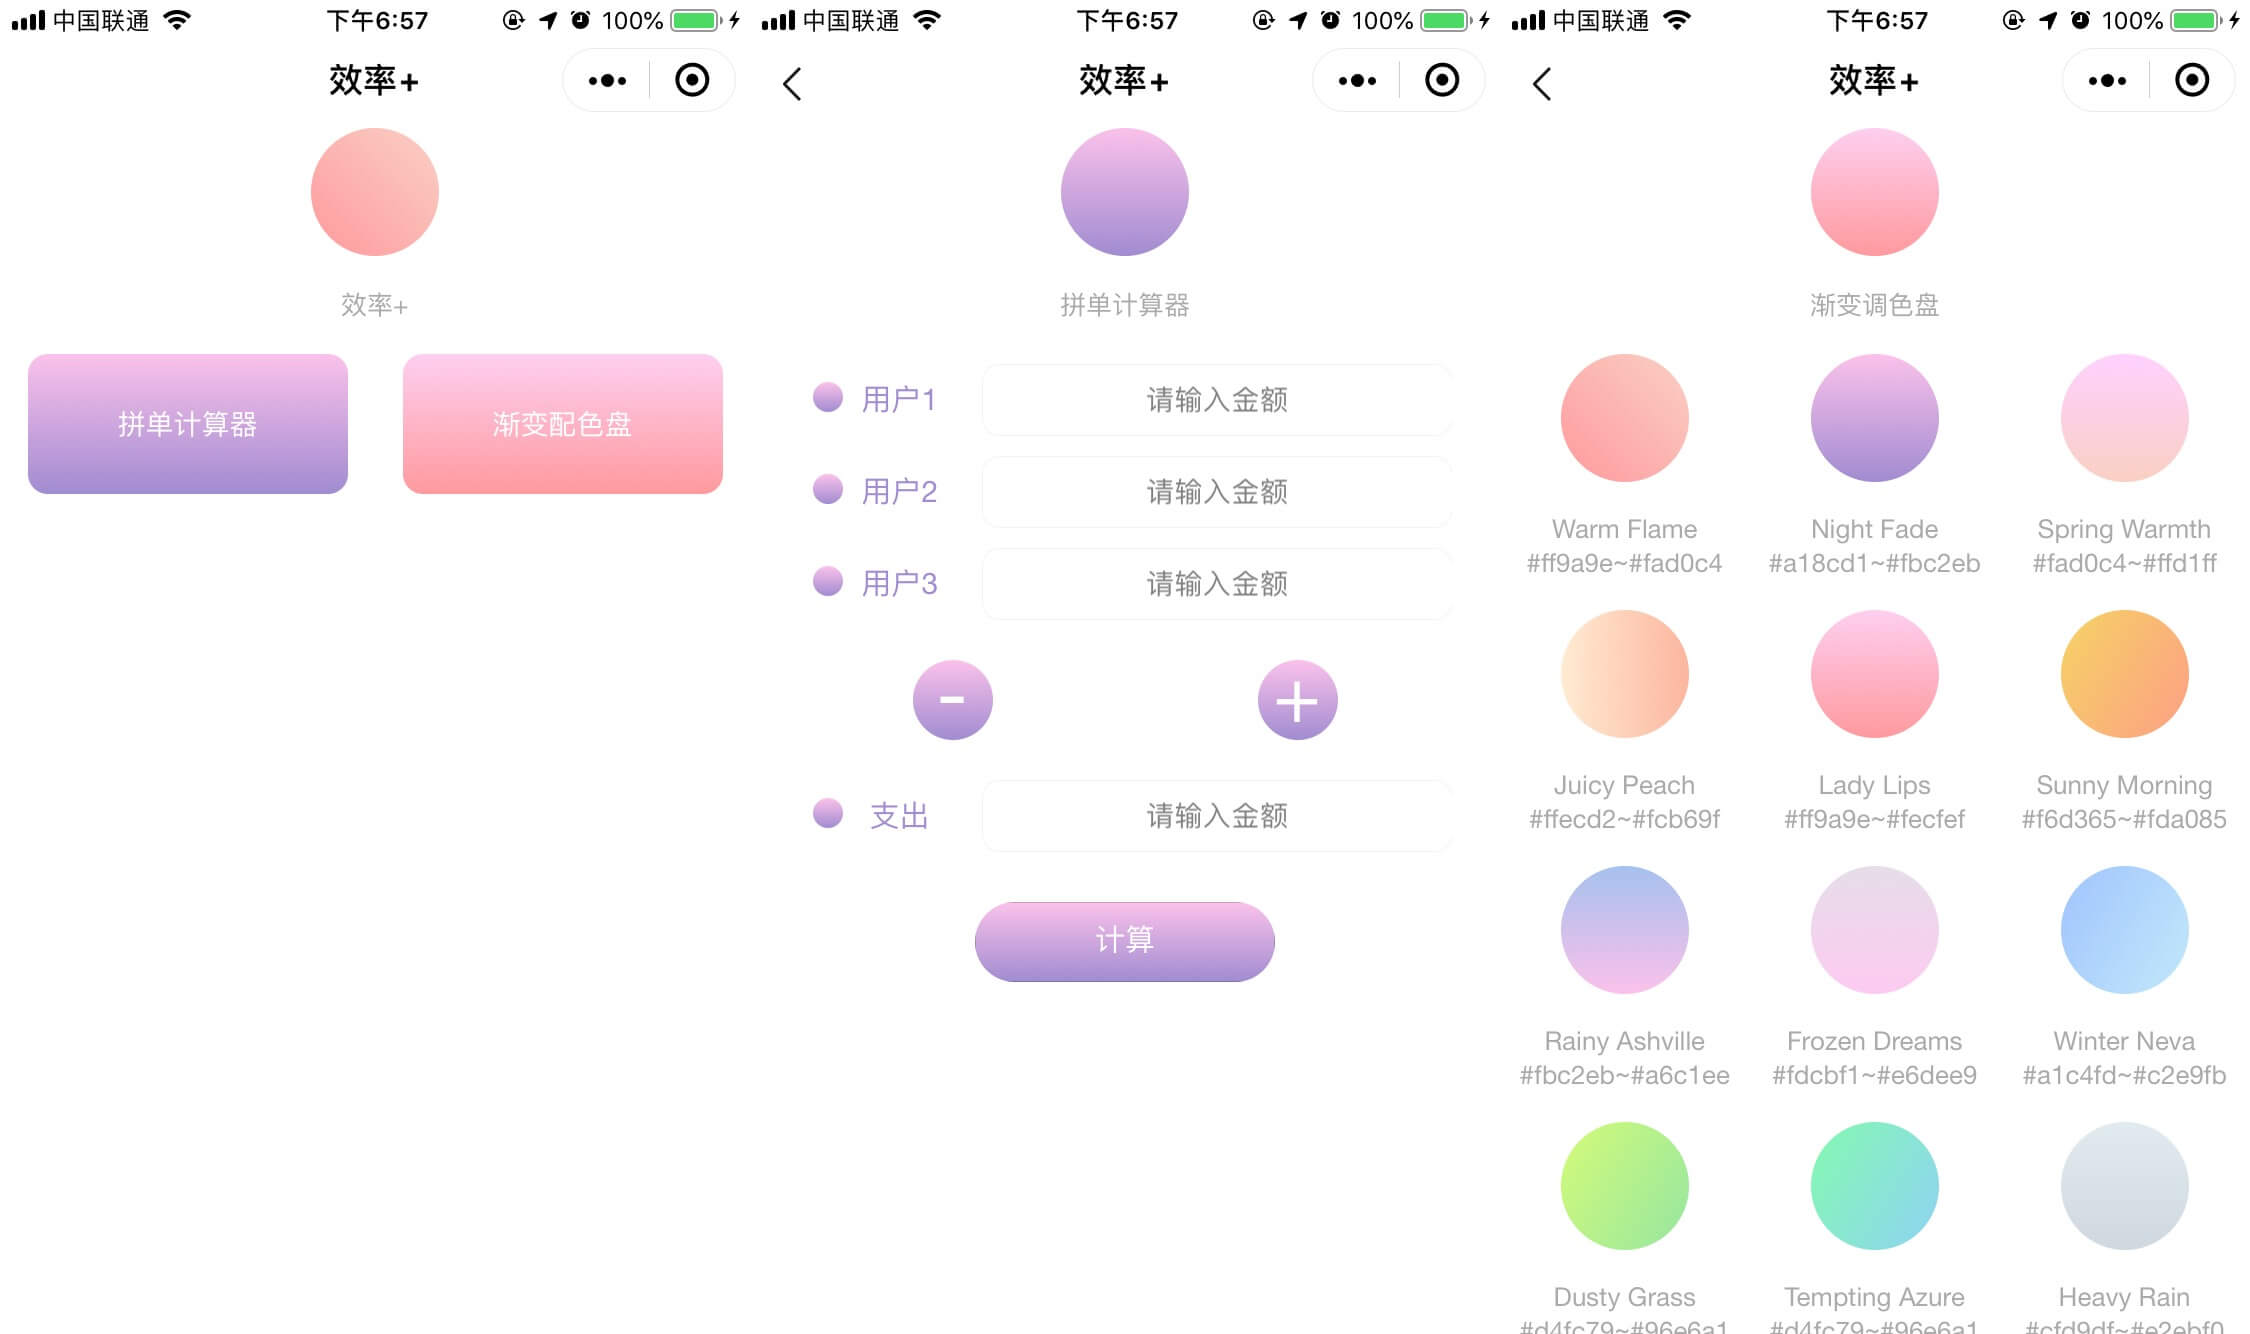 中国联通 下午6:57 100%
效率+
效率+
拼单计算器 渐变配色盘
中国联通 下午6:57 100%
效率+
拼单计算器
用户1 请输入金额
用户2 请输入金额
用户3 请输入金额
- +
支出 请输入金额
计算
中国联通 下午6:57 100%
效率+
渐变调色盘
Warm Flame Night Fade Spring Warmth
#ff9a9e~#fad0c4 #a18cd1~#fbc2eb #fad0c4~#ffd1ff
Juicy Peach Lady Lips Sunny Morning
#ffecd2~#fcb69f #ff9a9e~#fecfef #f6d365~#fda085
Rainy Ashville Frozen Dreams Winter Neva
#fbc2eb~#a6c1ee #fdcbf1~#e6dee9 #a1c4fd~#c2e9fb
Dusty Grass Tempting Azure Heavy Rain
#d4fc79~#96e6a1 #d4fc79~#96e6a1 #cfd9df~#e2ebf0